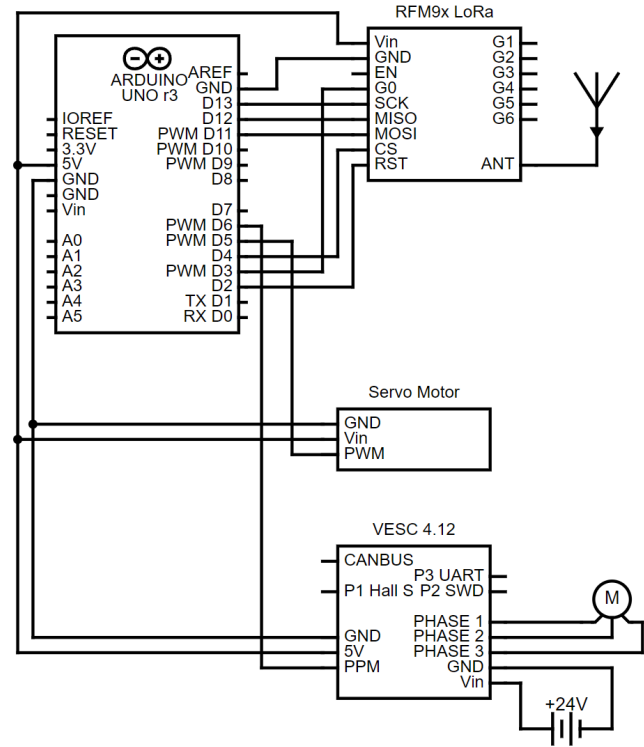 RFM9x LoRa
ARDUINO
UNO r3
AREF
GND
D13
D12
PWM D11
PWM D10
PWM D9
D8
D7
PWM D6
PWM D5
D4
PWM D3
D2
TX D1
RX D0
IOREF
RESET
3.3V
5V
GND
GND
Vin
A0
A1
A2
A3
A4
A5
Vin
GND
EN
G0
SCK
MISO
MOSI
CS
RST
G1
G2
G3
G4
G5
G6
ANT
Servo Motor
GND
Vin
PWM
VESC 4.12
CANBUS
P3 UART
P1 Hall S P2 SWD
PHASE 1
GND PHASE 2
5V PHASE 3
PPM GND
Vin
M
+24V